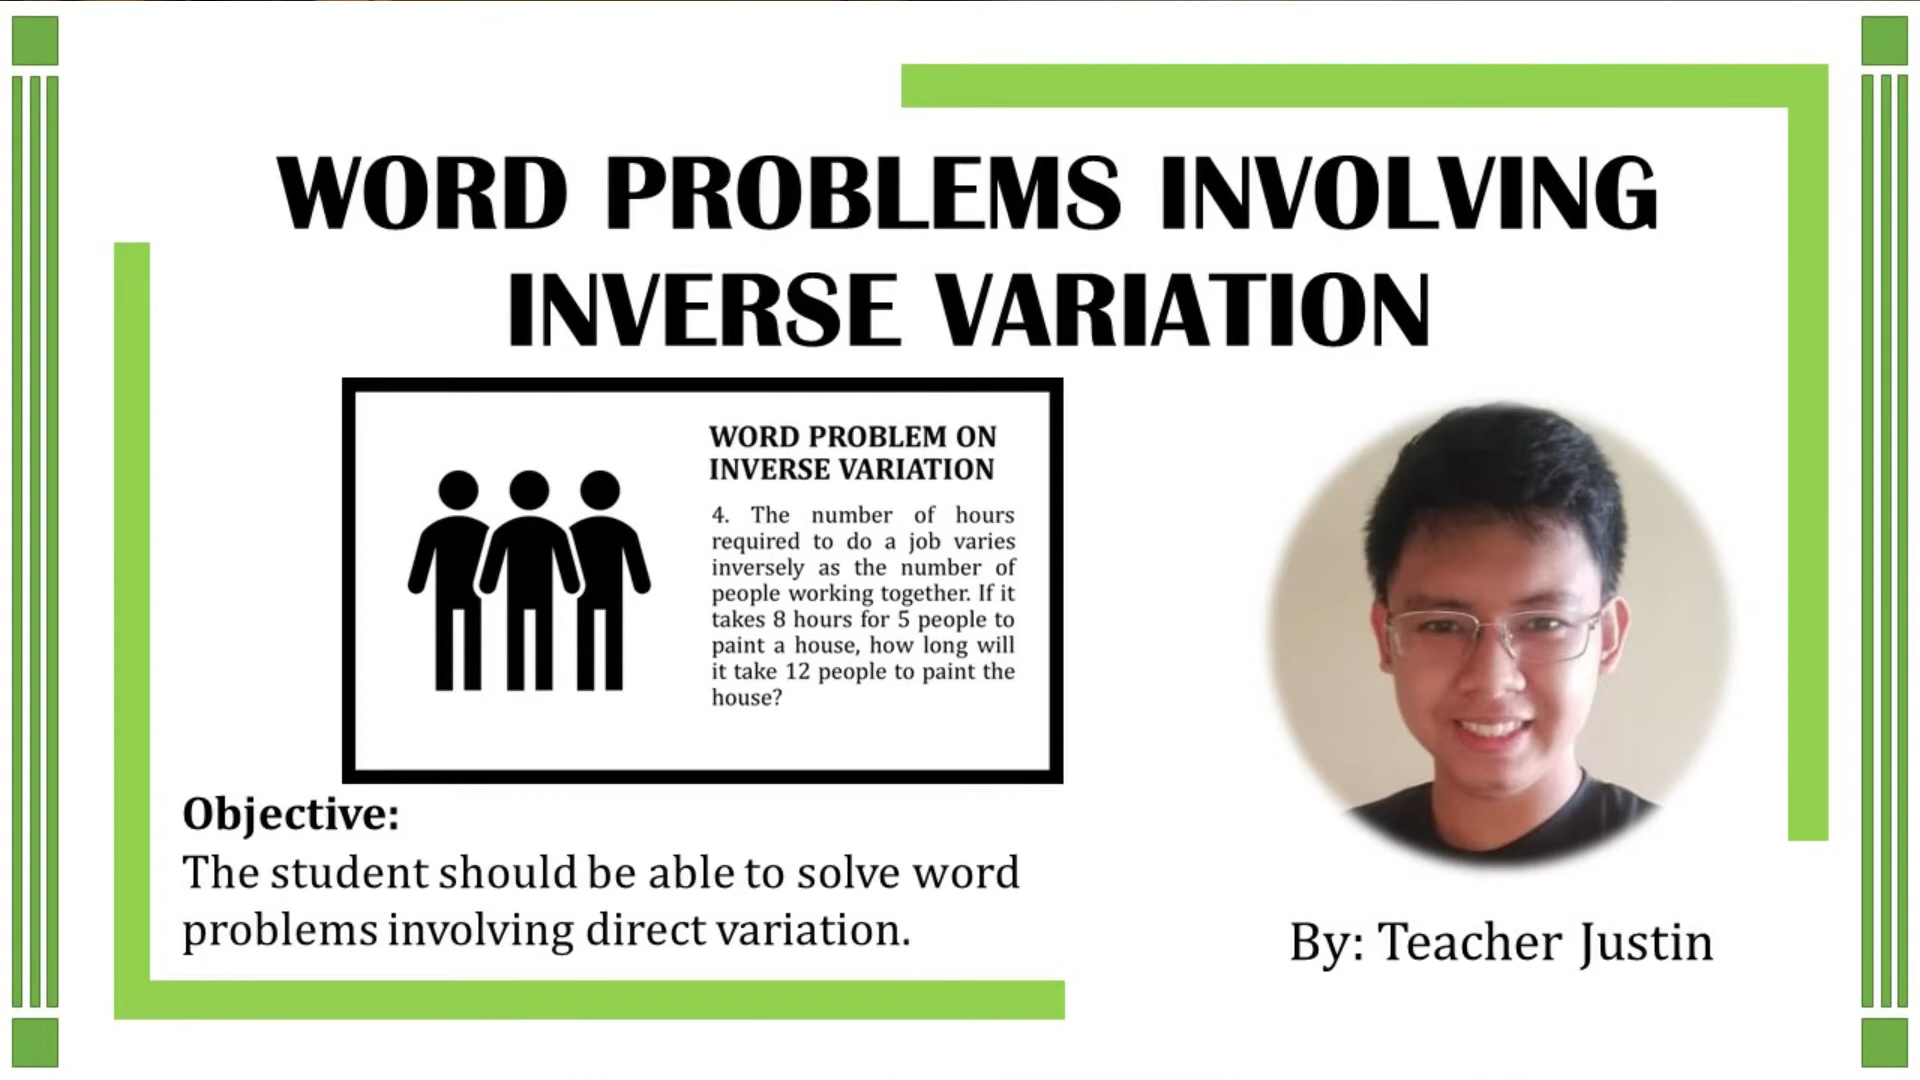 WORD PROBLEMS INVOLVING
INVERSE VARIATION
WORD PROBLEM ON
INVERSE VARIATION
4. The number of hours
required to do a job varies
inversely as the number of
people working together. If it
takes 8 hours for 5 people to
paint a house, how long will
it take 12 people to paint the
house?
Objective:
The student should be able to solve word
problems involving direct variation.
By: Teacher Justin